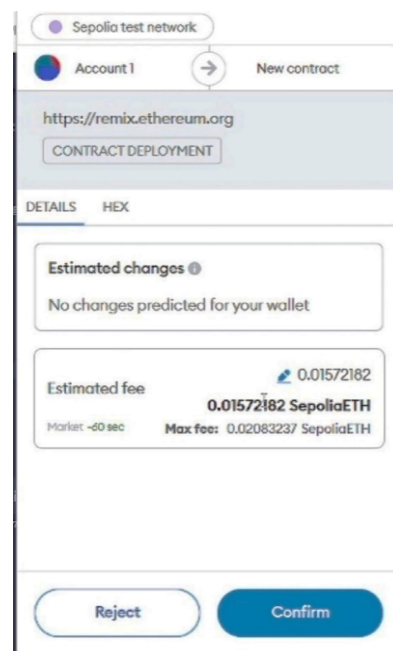 Sepolia test network
Account 1
New contract
https://remix.ethereum.org
CONTRACT DEPLOYMENT
DETAILS HEX
Estimated changes
No changes predicted for your wallet
0.01572182
Estimated fee
0.01572182 SepoliaETH
Market ~60 sec Max fee: 0.02083237 SepoliaETH
Reject Confirm